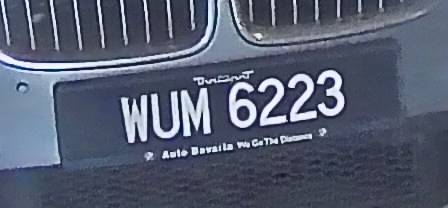 WUM 6223
Auto Bavaria We Go The Distance